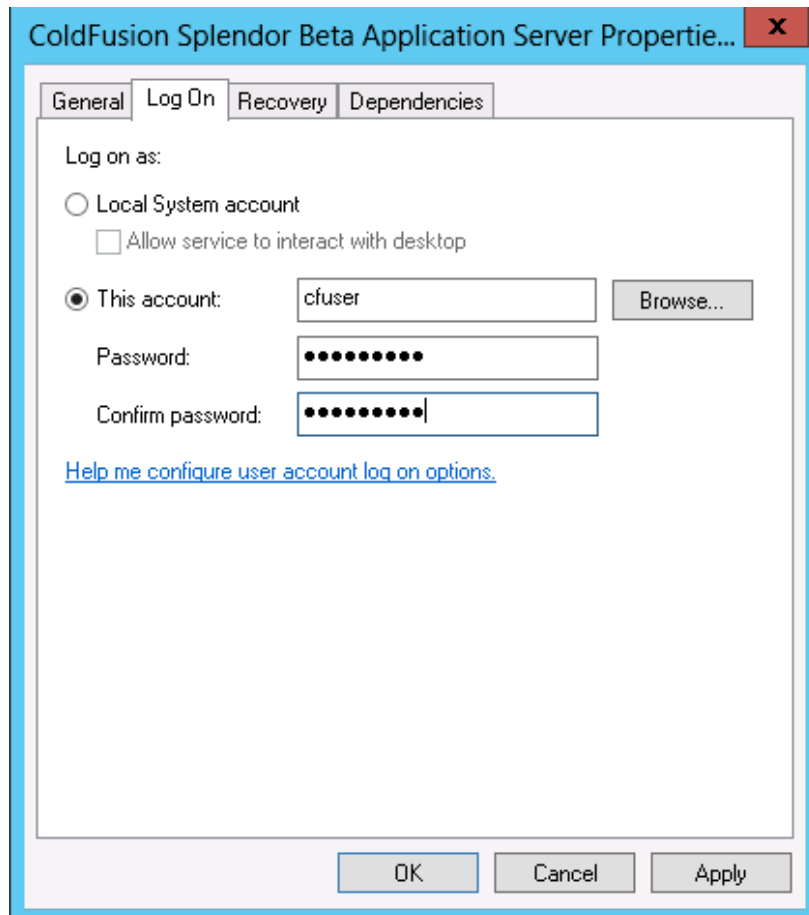 ColdFusion Splendor Beta Application Server Propertie... x
General Log On Recovery Dependencies
Log on as:
Local System account
Allow service to interact with desktop
This account: cfuser Browse...
Password: •••••••••
Confirm password: •••••••••
Help me configure user account log on options.
OK Cancel Apply